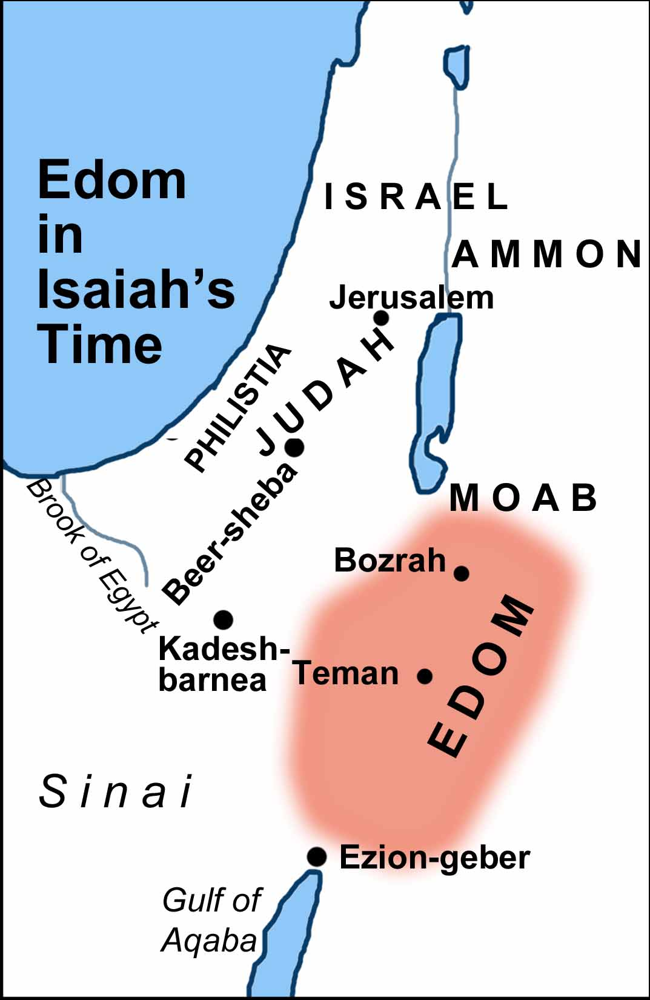 Edom
in
Isaiah’s
Time
ISRAEL
AMMON
Jerusalem
JUDAH
PHILISTIA
Beer-sheba
MOAB
Brook of Egypt
Bozrah
EDOM
Kadesh-
barnea
Teman
Sinai
Ezion-geber
Gulf of
Aqaba